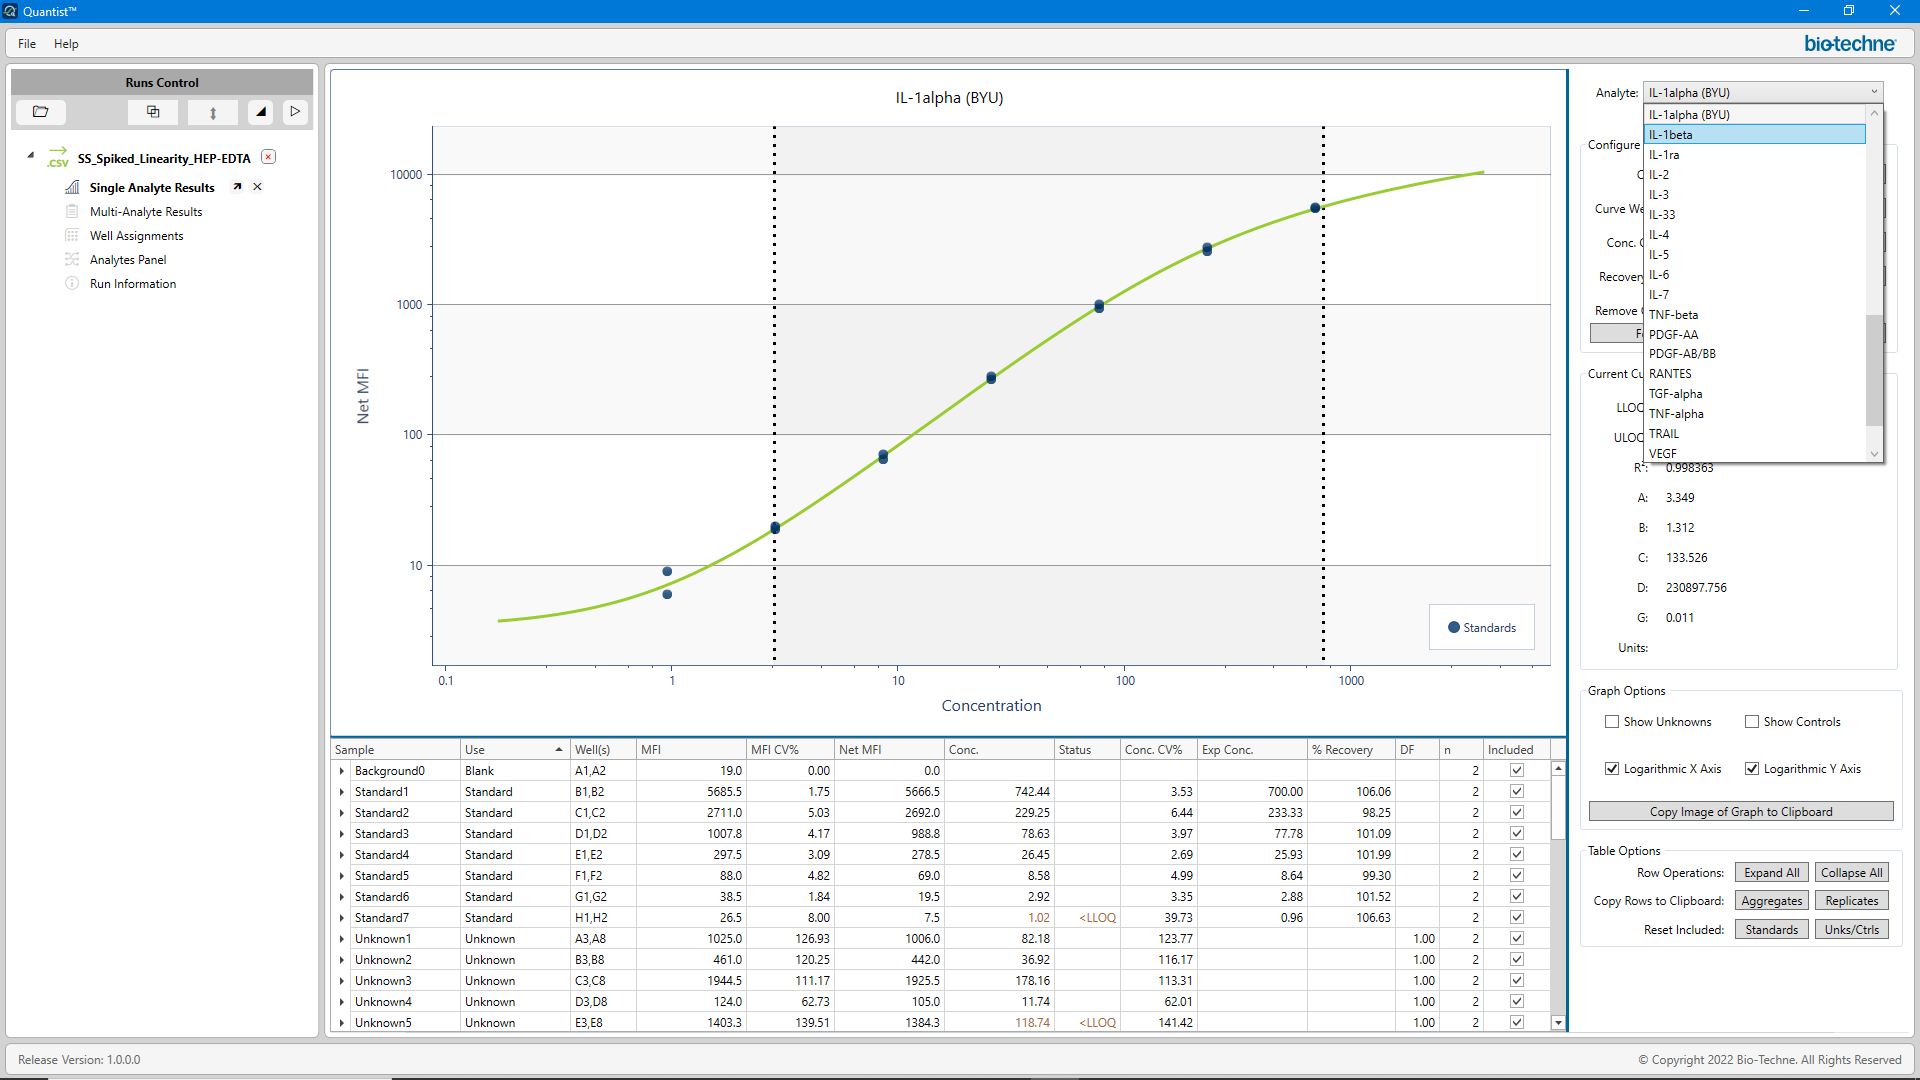 Quantist™
File Help
bio-techne
Runs Control
.CSV SS_Spiked_Linearity_HEP-EDTA
Single Analyte Results
Multi-Analyte Results
Well Assignments
Analytes Panel
Run Information
IL-1alpha (BYU)
10000
1000
100
10
Net MFI
0.1 1 10 100 1000
Concentration
Standards
Sample Use Well(s) MFI MFI CV% Net MFI Conc. Status Conc. CV% Exp Conc. % Recovery DF n Included
Background0 Blank A1,A2 19.0 0.00 0.0 2
Standard1 Standard B1,B2 5685.5 1.75 5666.5 742.44 3.53 700.00 106.06 2
Standard2 Standard C1,C2 2711.0 5.03 2692.0 229.25 6.44 233.33 98.25 2
Standard3 Standard D1,D2 1007.8 4.17 988.8 78.63 3.97 77.78 101.09 2
Standard4 Standard E1,E2 297.5 3.09 278.5 26.45 2.69 25.93 101.99 2
Standard5 Standard F1,F2 88.0 4.82 69.0 8.58 4.99 8.64 99.30 2
Standard6 Standard G1,G2 38.5 1.84 19.5 2.92 3.35 2.88 101.52 2
Standard7 Standard H1,H2 26.5 8.00 7.5 1.02 <LLOQ 39.73 0.96 106.63 2
Unknown1 Unknown A3,A8 1025.0 126.93 1006.0 82.18 123.77 1.00 2
Unknown2 Unknown B3,B8 461.0 120.25 442.0 36.92 116.17 1.00 2
Unknown3 Unknown C3,C8 1944.5 111.17 1925.5 178.16 113.31 1.00 2
Unknown4 Unknown D3,D8 124.0 62.73 105.0 11.74 62.01 1.00 2
Unknown5 Unknown E3,E8 1403.3 139.51 1384.3 118.74 <LLOQ 141.42 1.00 2
Analyte: IL-1alpha (BYU)
IL-1alpha (BYU)
IL-1beta
IL-1ra
IL-2
IL-3
IL-33
IL-4
IL-5
IL-6
IL-7
TNF-beta
PDGF-AA
PDGF-AB/BB
RANTES
TGF-alpha
TNF-alpha
TRAIL
VEGF
Configure
Curve We
Conc.
Recovery
Remove
Current Cu
LLOQ
ULOQ
R²: 0.998363
A: 3.349
B: 1.312
C: 133.526
D: 230897.756
G: 0.011
Units:
Graph Options
Show Unknowns Show Controls
Logarithmic X Axis Logarithmic Y Axis
Copy Image of Graph to Clipboard
Table Options
Row Operations: Expand All Collapse All
Copy Rows to Clipboard: Aggregates Replicates
Reset Included: Standards Unks/Ctrls
Release Version: 1.0.0.0
© Copyright 2022 Bio-Techne. All Rights Reserved